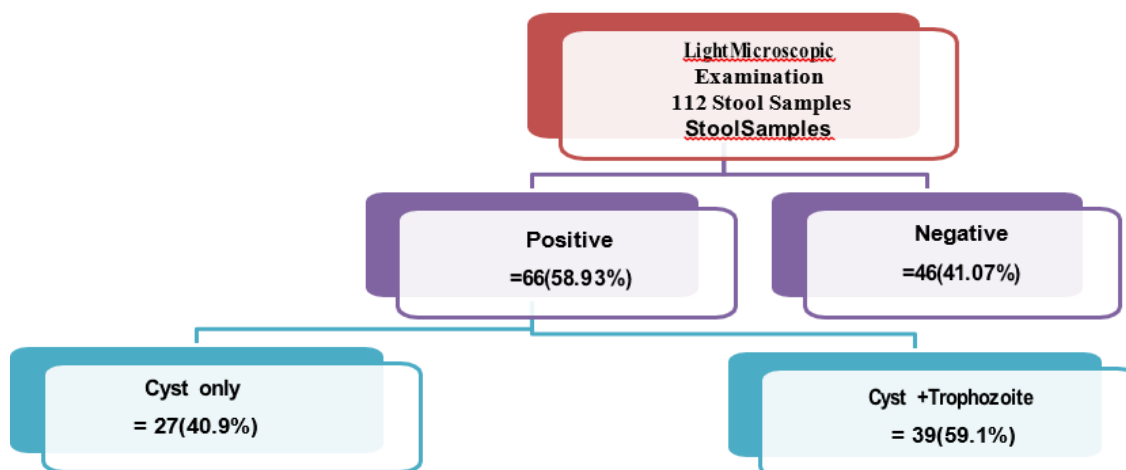 LightMicroscopic
Examination
112 Stool Samples
StoolSamples
Positive
=66(58.93%)
Negative
=46(41.07%)
Cyst only
= 27(40.9%)
Cyst +Trophozoite
= 39(59.1%)